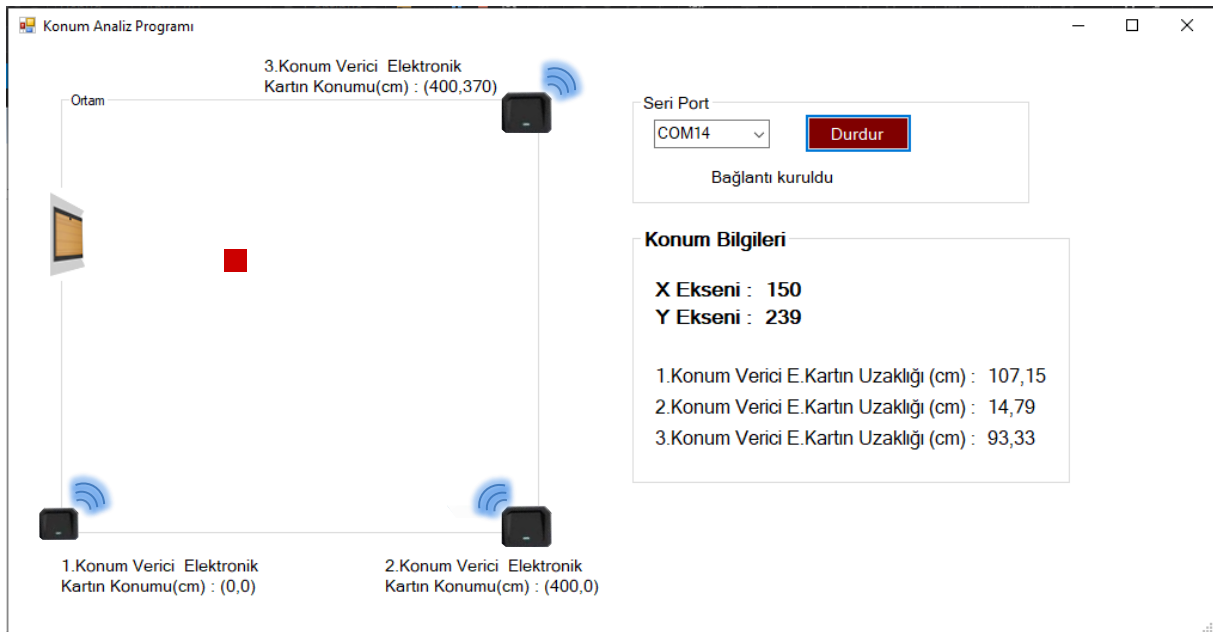 Konum Analiz Programı
3.Konum Verici Elektronik
Kartın Konumu(cm) : (400,370)
Ortam
Seri Port
COM14
Durdur
Bağlantı kuruldu
Konum Bilgileri
X Ekseni : 150
Y Ekseni : 239
1.Konum Verici E.Kartın Uzaklığı (cm) : 107,15
2.Konum Verici E.Kartın Uzaklığı (cm) : 14,79
3.Konum Verici E.Kartın Uzaklığı (cm) : 93,33
1.Konum Verici Elektronik
Kartın Konumu(cm) : (0,0)
2.Konum Verici Elektronik
Kartın Konumu(cm) : (400,0)